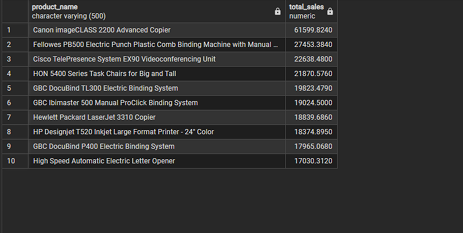 product_name total_sales
character varying (500) numeric
1 Canon imageCLASS 2200 Advanced Copier 61599.8240
2 Fellowes PB500 Electric Punch Plastic Comb Binding Machine with Manual ... 27453.3840
3 Cisco TelePresence System EX90 Videoconferencing Unit 22638.4800
4 HON 5400 Series Task Chairs for Big and Tall 21870.5760
5 GBC DocuBind TL300 Electric Binding System 19823.4790
6 GBC Ibimaster 500 Manual ProClick Binding System 19024.5000
7 Hewlett Packard LaserJet 3310 Copier 18839.6860
8 HP Designjet T520 Inkjet Large Format Printer - 24" Color 18374.8950
9 GBC DocuBind P400 Electric Binding System 17965.0680
10 High Speed Automatic Electric Letter Opener 17030.3120